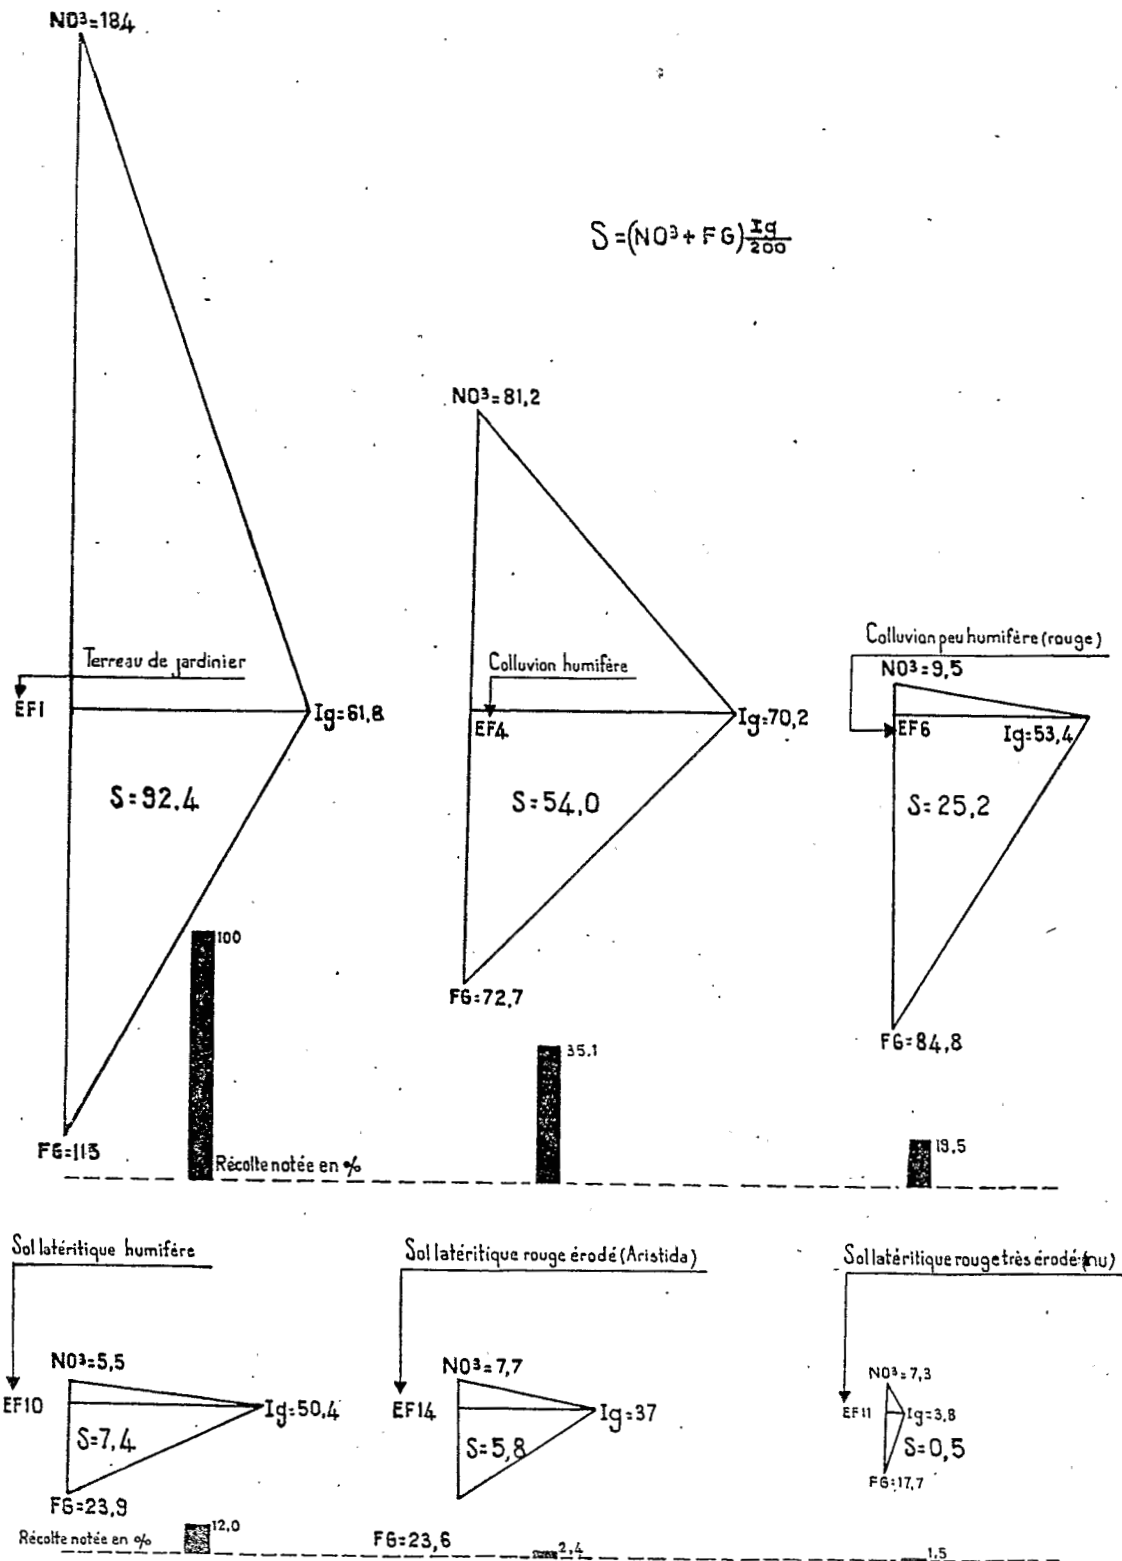 NO³=184
S=(NO³+FG) Ig/200
NO³=81,2
Terreau de jardinier
EF1
Ig=61,8
S=92,4
Colluvion humifère
EF4
Ig=70,2
S=54,0
Colluvion peu humifère (rouge)
NO³=9,5
EF6
Ig=53,4
S=25,2
100
FG=72,7
FG=84,8
35,1
19,5
FG=115
Récolte notée en %
Sol latéritique humifère
Sol latéritique rouge érodé (Aristida)
Sol latéritique rouge très érodé (nu)
NO³=5,5
EF10
Ig=50,4
S=7,4
FG=23,9
NO³=7,7
EF14
Ig=37
S=5,8
NO³=7,3
EF11
Ig=3,8
S=0,5
FG=17,7
Récolte notée en %
12,0
FG=23,6
2,4
1,5